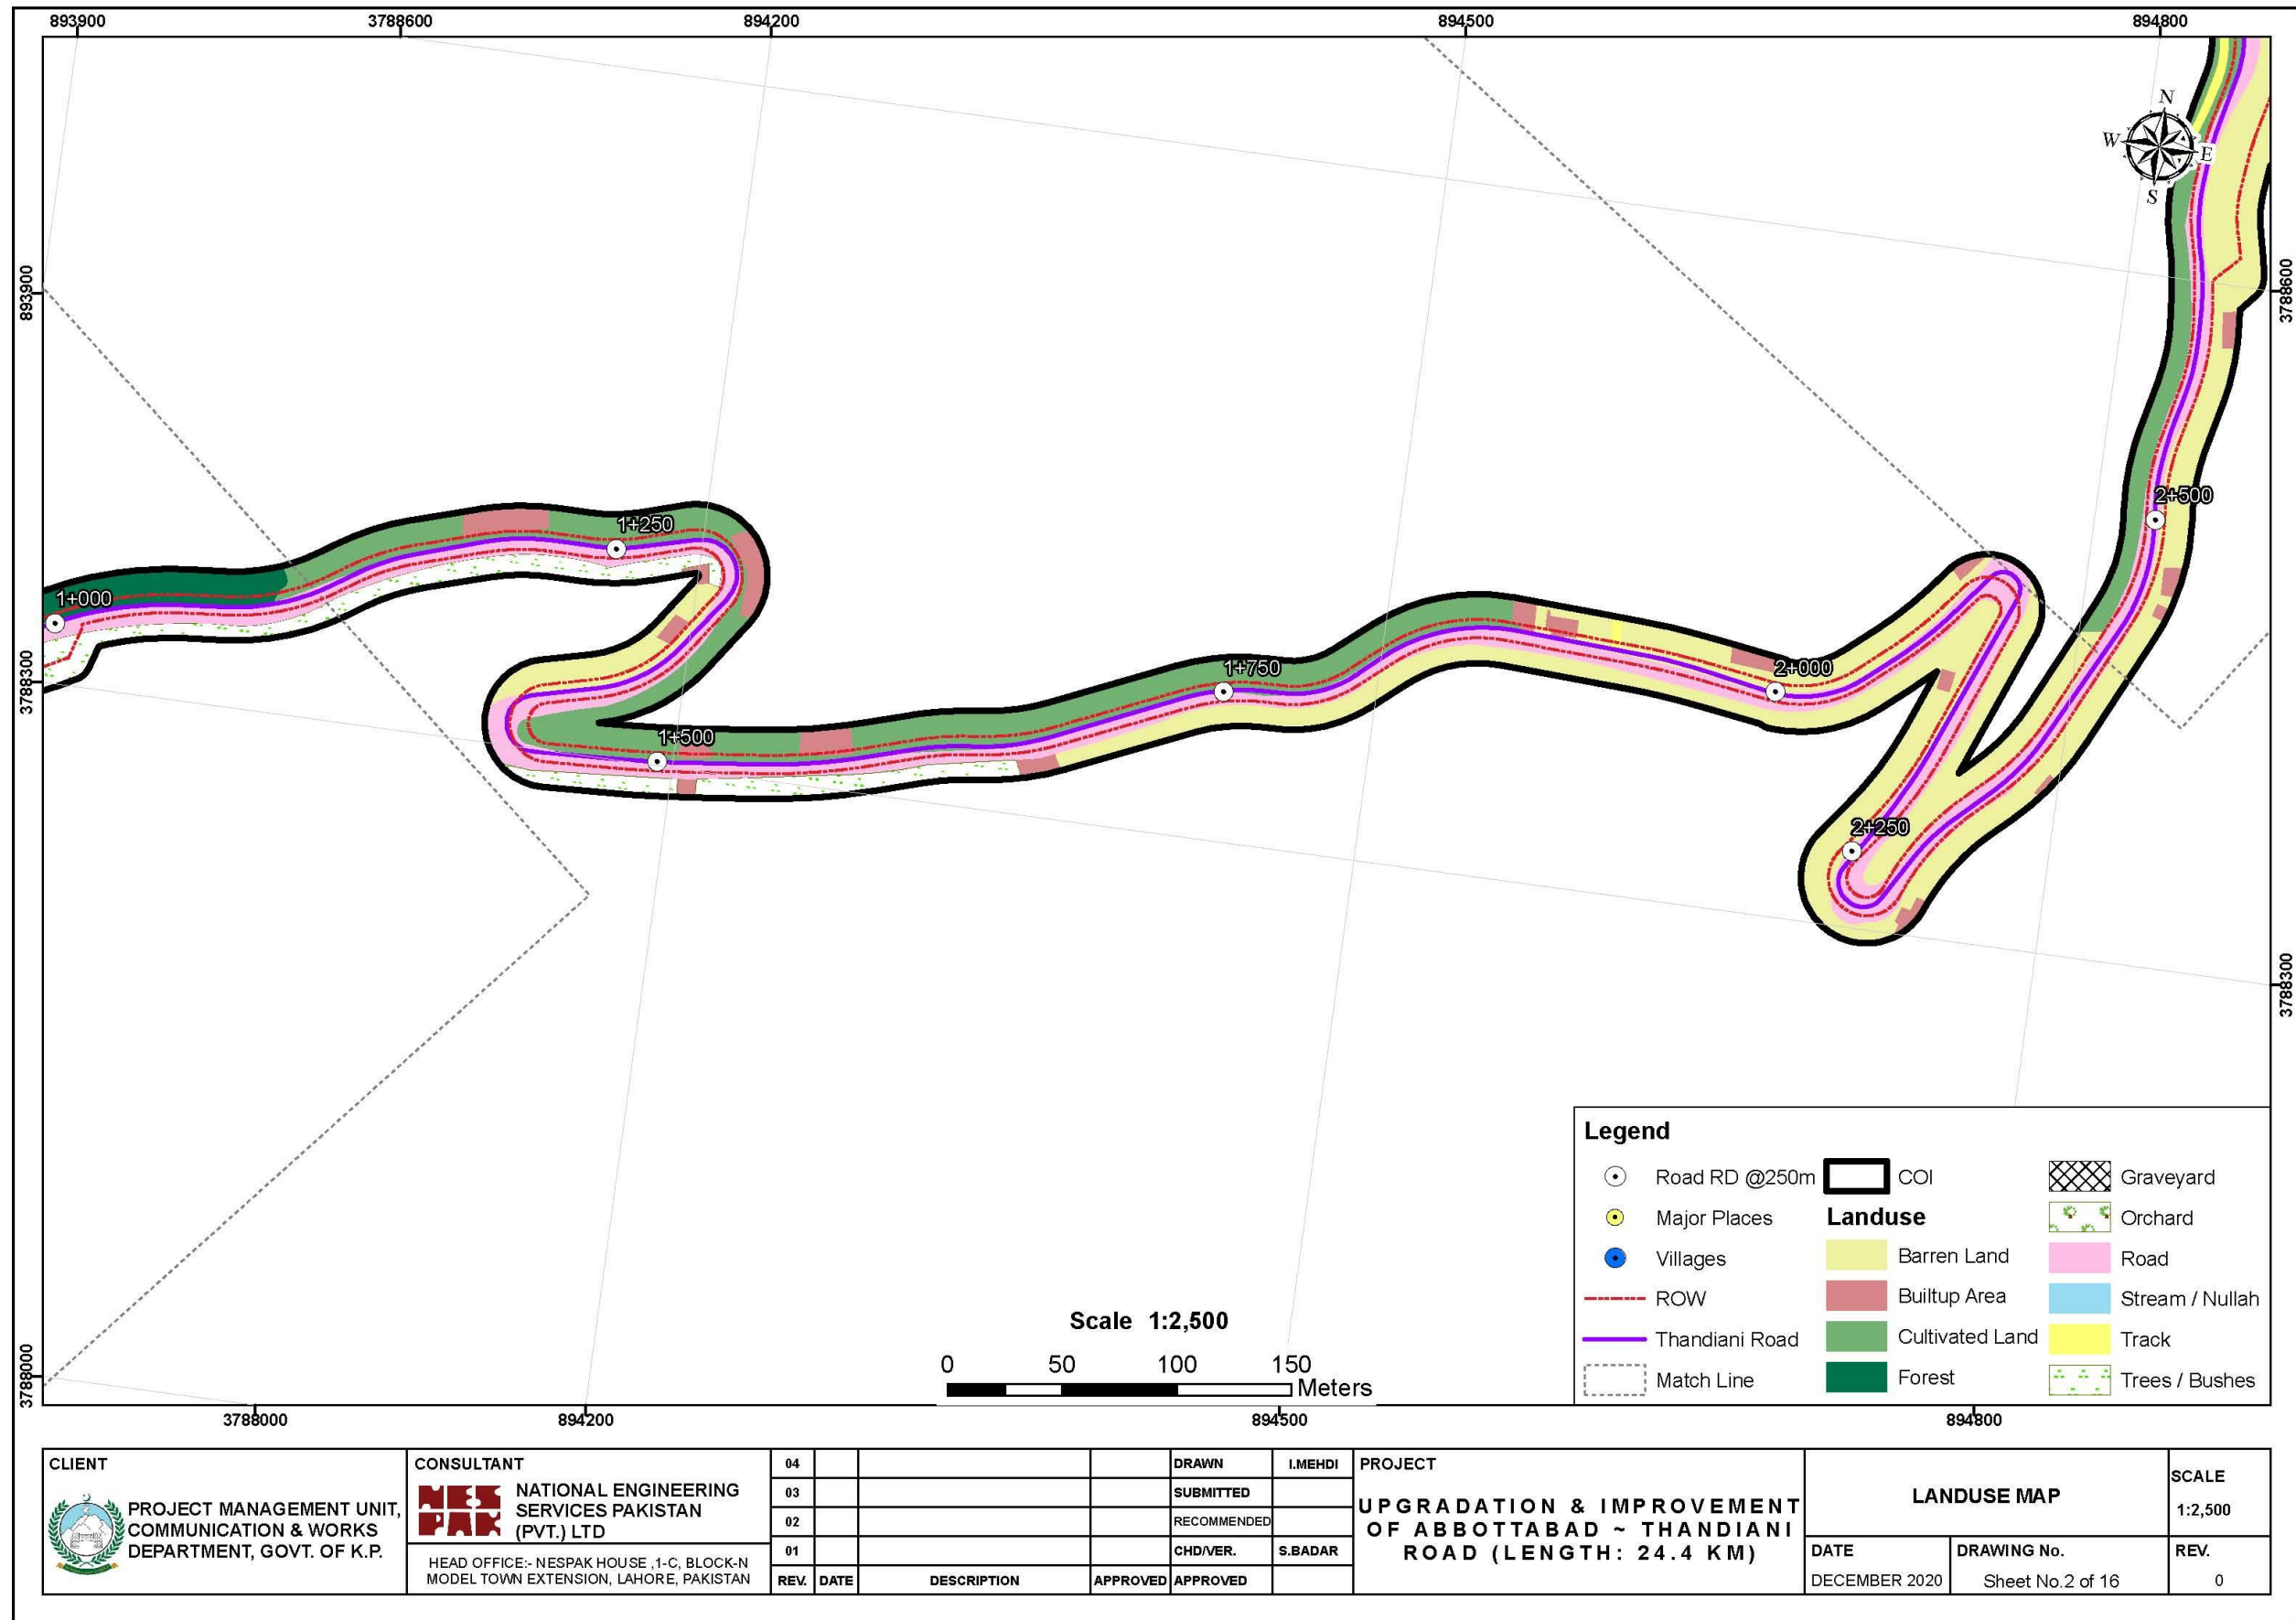 893900
3788600
894200
894500
894800
N
W
E
S
893900
3788600
1+000
1+250
1+500
1+750
2+000
2+250
2+500
3788300
3788300
3788000
Legend
Road RD @250m
Major Places
Villages
ROW
Thandiani Road
Match Line
COI
Landuse
Barren Land
Builtup Area
Cultivated Land
Forest
Graveyard
Orchard
Road
Stream / Nullah
Track
Trees / Bushes
Scale 1:2,500
0 50 100 150
Meters
3788000
894200
894500
894800
CLIENT
PROJECT MANAGEMENT UNIT,
COMMUNICATION & WORKS
DEPARTMENT, GOVT. OF K.P.
CONSULTANT
NES
PAK
NATIONAL ENGINEERING
SERVICES PAKISTAN
(PVT.) LTD
HEAD OFFICE:- NESPAK HOUSE ,1-C, BLOCK-N
MODEL TOWN EXTENSION, LAHORE, PAKISTAN
04
03
02
01
REV. DATE DESCRIPTION APPROVED
DRAWN I.MEHDI
SUBMITTED
RECOMMENDED
CHD/VER. S.BADAR
APPROVED
PROJECT
UPGRADATION & IMPROVEMENT
OF ABBOTTABAD ~ THANDIANI
ROAD (LENGTH: 24.4 KM)
LANDUSE MAP
SCALE
1:2,500
DATE
DECEMBER 2020
DRAWING No.
Sheet No.2 of 16
REV.
0